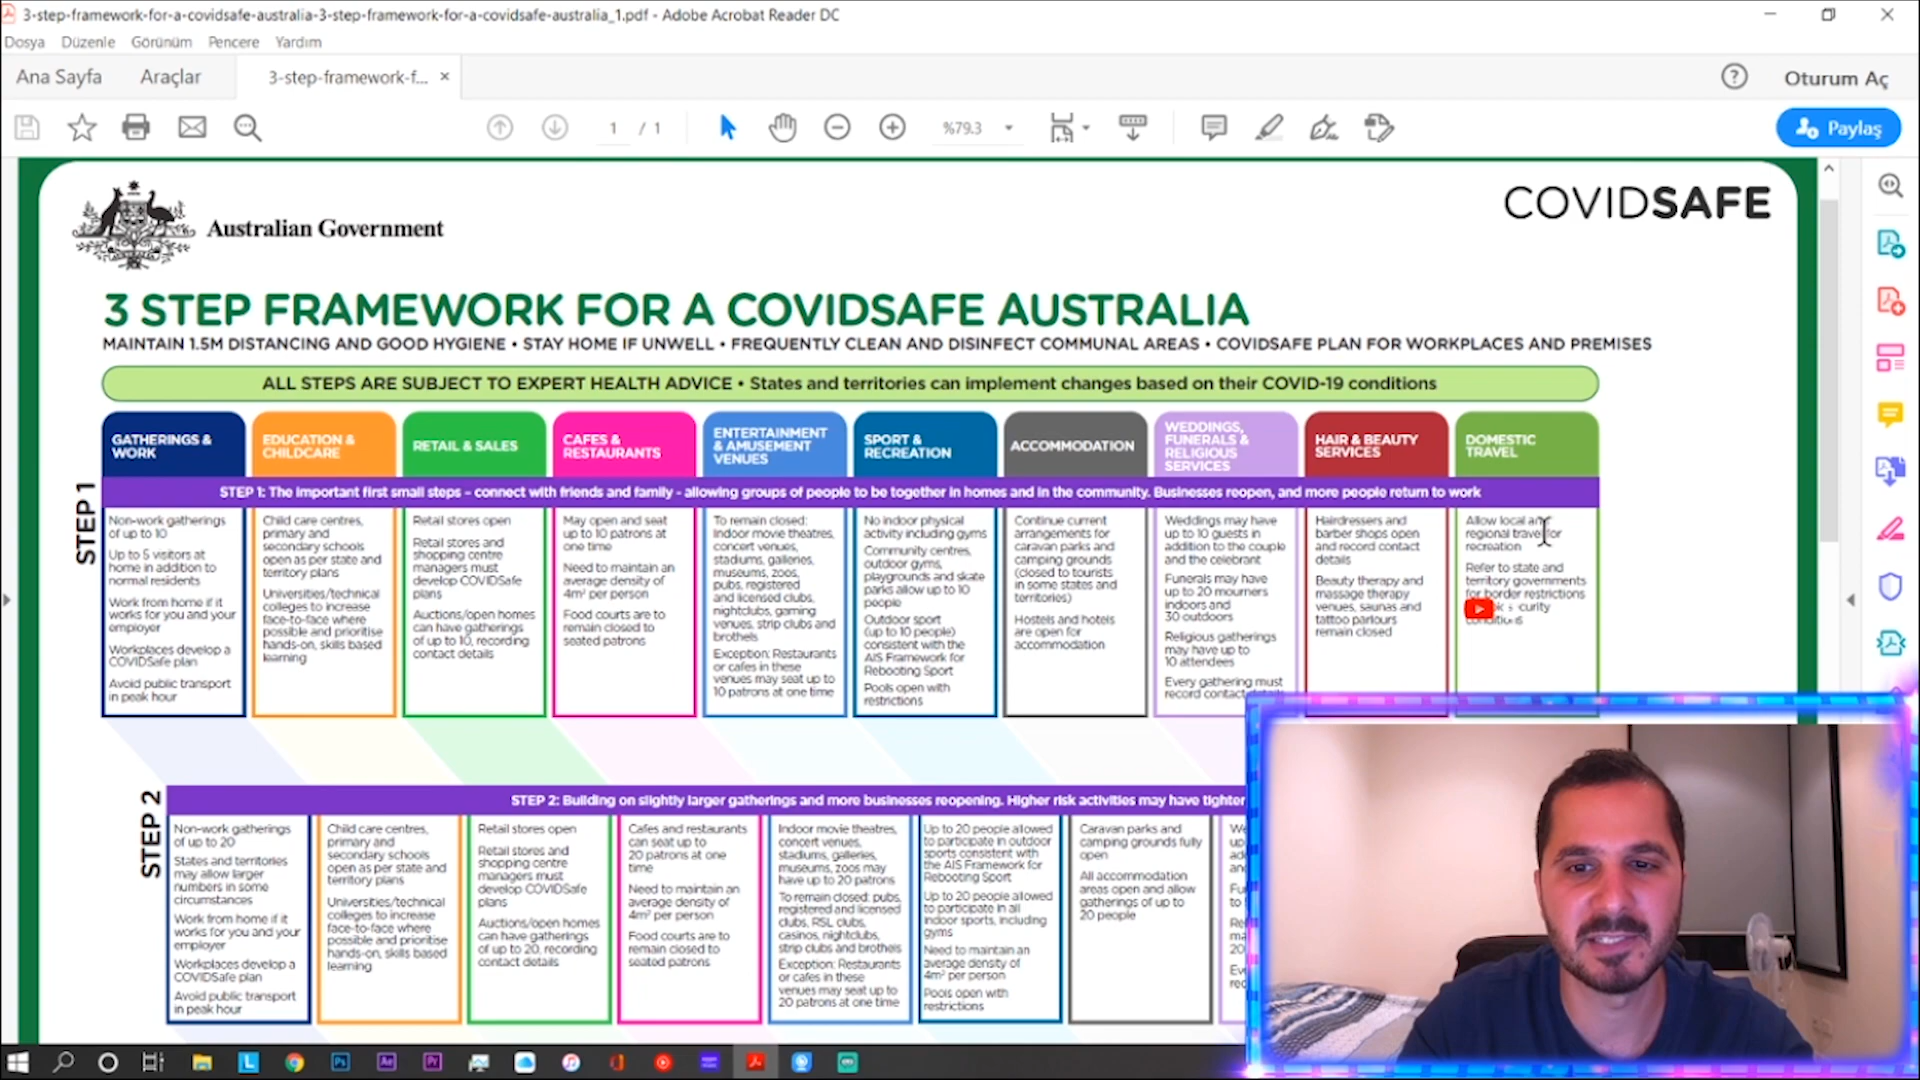 3-step-framework-for-a-covidsafe-australia-3-step-framework-for-a-covidsafe-australia_1.pdf - Adobe Acrobat Reader DC
Dosya Düzenle Görünüm Pencere Yardım
Ana Sayfa Araçlar 3-step-framework-f... Oturum Aç
1 / 1 %79.3 Paylaş
Australian Government
COVIDSAFE
3 STEP FRAMEWORK FOR A COVIDSAFE AUSTRALIA
MAINTAIN 1.5M DISTANCING AND GOOD HYGIENE • STAY HOME IF UNWELL • FREQUENTLY CLEAN AND DISINFECT COMMUNAL AREAS • COVIDSAFE PLAN FOR WORKPLACES AND PREMISES
ALL STEPS ARE SUBJECT TO EXPERT HEALTH ADVICE • States and territories can implement changes based on their COVID-19 conditions
GATHERINGS &
WORK
EDUCATION &
CHILDCARE
RETAIL & SALES
CAFES &
RESTAURANTS
ENTERTAINMENT
& AMUSEMENT
VENUES
SPORT &
RECREATION
ACCOMMODATION
WEDDINGS,
FUNERALS &
RELIGIOUS
SERVICES
HAIR & BEAUTY
SERVICES
DOMESTIC
TRAVEL
STEP 1
STEP 1: The important first small steps – connect with friends and family - allowing groups of people to be together in homes and in the community. Businesses reopen, and more people return to work
Non-work gatherings
of up to 10
Up to 5 visitors at
home in addition to
normal residents
Work from home if it
works for you and your
employer
Workplaces develop a
COVIDSafe plan
Avoid public transport
in peak hour
Child care centres,
primary and
secondary schools
open as per state and
territory plans
Universities/technical
colleges to increase
face-to-face where
possible and prioritise
hands-on, skills based
learning
Retail stores open
Retail stores and
shopping centre
managers must
develop COVIDSafe
plans
Auctions/open homes
can have gatherings
of up to 10, recording
contact details
May open and seat
up to 10 patrons at
one time
Need to maintain an
average density of
4m² per person
Food courts are to
remain closed to
seated patrons
To remain closed:
Indoor movie theatres,
concert venues,
stadiums, galleries,
museums, zoos,
pubs, registered
and licensed clubs,
nightclubs, gaming
venues, strip clubs and
brothels
Exception: Restaurants
or cafes in these
venues may seat up to
10 patrons at one time
No indoor physical
activity including gyms
Community centres,
outdoor gyms,
playgrounds and skate
parks allow up to 10
people
Outdoor sport
(up to 10 people)
consistent with the
AIS Framework for
Rebooting Sport
Pools open with
restrictions
Continue current
arrangements for
caravan parks and
camping grounds
(closed to tourists
in some states and
territories)
Hostels and hotels
are open for
accommodation
Weddings may have
up to 10 guests in
addition to the couple
and the celebrant
Funerals may have
up to 20 mourners
indoors and
30 outdoors
Religious gatherings
may have up to
10 attendees
Every gathering must
record contact
Hairdressers and
barber shops open
and record contact
details
Beauty therapy and
massage therapy
venues, saunas and
tattoo parlours
remain closed
Allow local and
regional travel for
recreation
Refer to state and
territory governments
for border restrictions
conditions
STEP 2
STEP 2: Building on slightly larger gatherings and more businesses reopening. Higher risk activities may have tighter
Non-work gatherings
of up to 20
States and territories
may allow larger
numbers in some
circumstances
Work from home if it
works for you and your
employer
Workplaces develop a
COVIDSafe plan
Avoid public transport
in peak hour
Child care centres,
primary and
secondary schools
open as per state and
territory plans
Universities/technical
colleges to increase
face-to-face where
possible and prioritise
hands-on, skills based
learning
Retail stores open
Retail stores and
shopping centre
managers must
develop COVIDSafe
plans
Auctions/open homes
can have gatherings
of up to 20, recording
contact details
Cafes and restaurants
can seat up to
20 patrons at one
time
Need to maintain an
average density of
4m² per person
Food courts are to
remain closed to
seated patrons
Indoor movie theatres,
concert venues,
stadiums, galleries,
museums, zoos may
have up to 20 patrons
To remain closed: pubs,
registered and licensed
clubs, RSL clubs,
casinos, nightclubs,
strip clubs and brothels
Exception: Restaurants
or cafes in these
venues may seat up to
20 patrons at one time
Up to 20 people allowed
to participate in outdoor
sports consistent with
the AIS Framework for
Rebooting Sport
Up to 20 people allowed
to participate in all
indoor sports, including
gyms
Need to maintain an
average density of
4m² per person
Pools open with
restrictions
Caravan parks and
camping grounds fully
open
All accommodation
areas open and allow
gatherings of up to
20 people